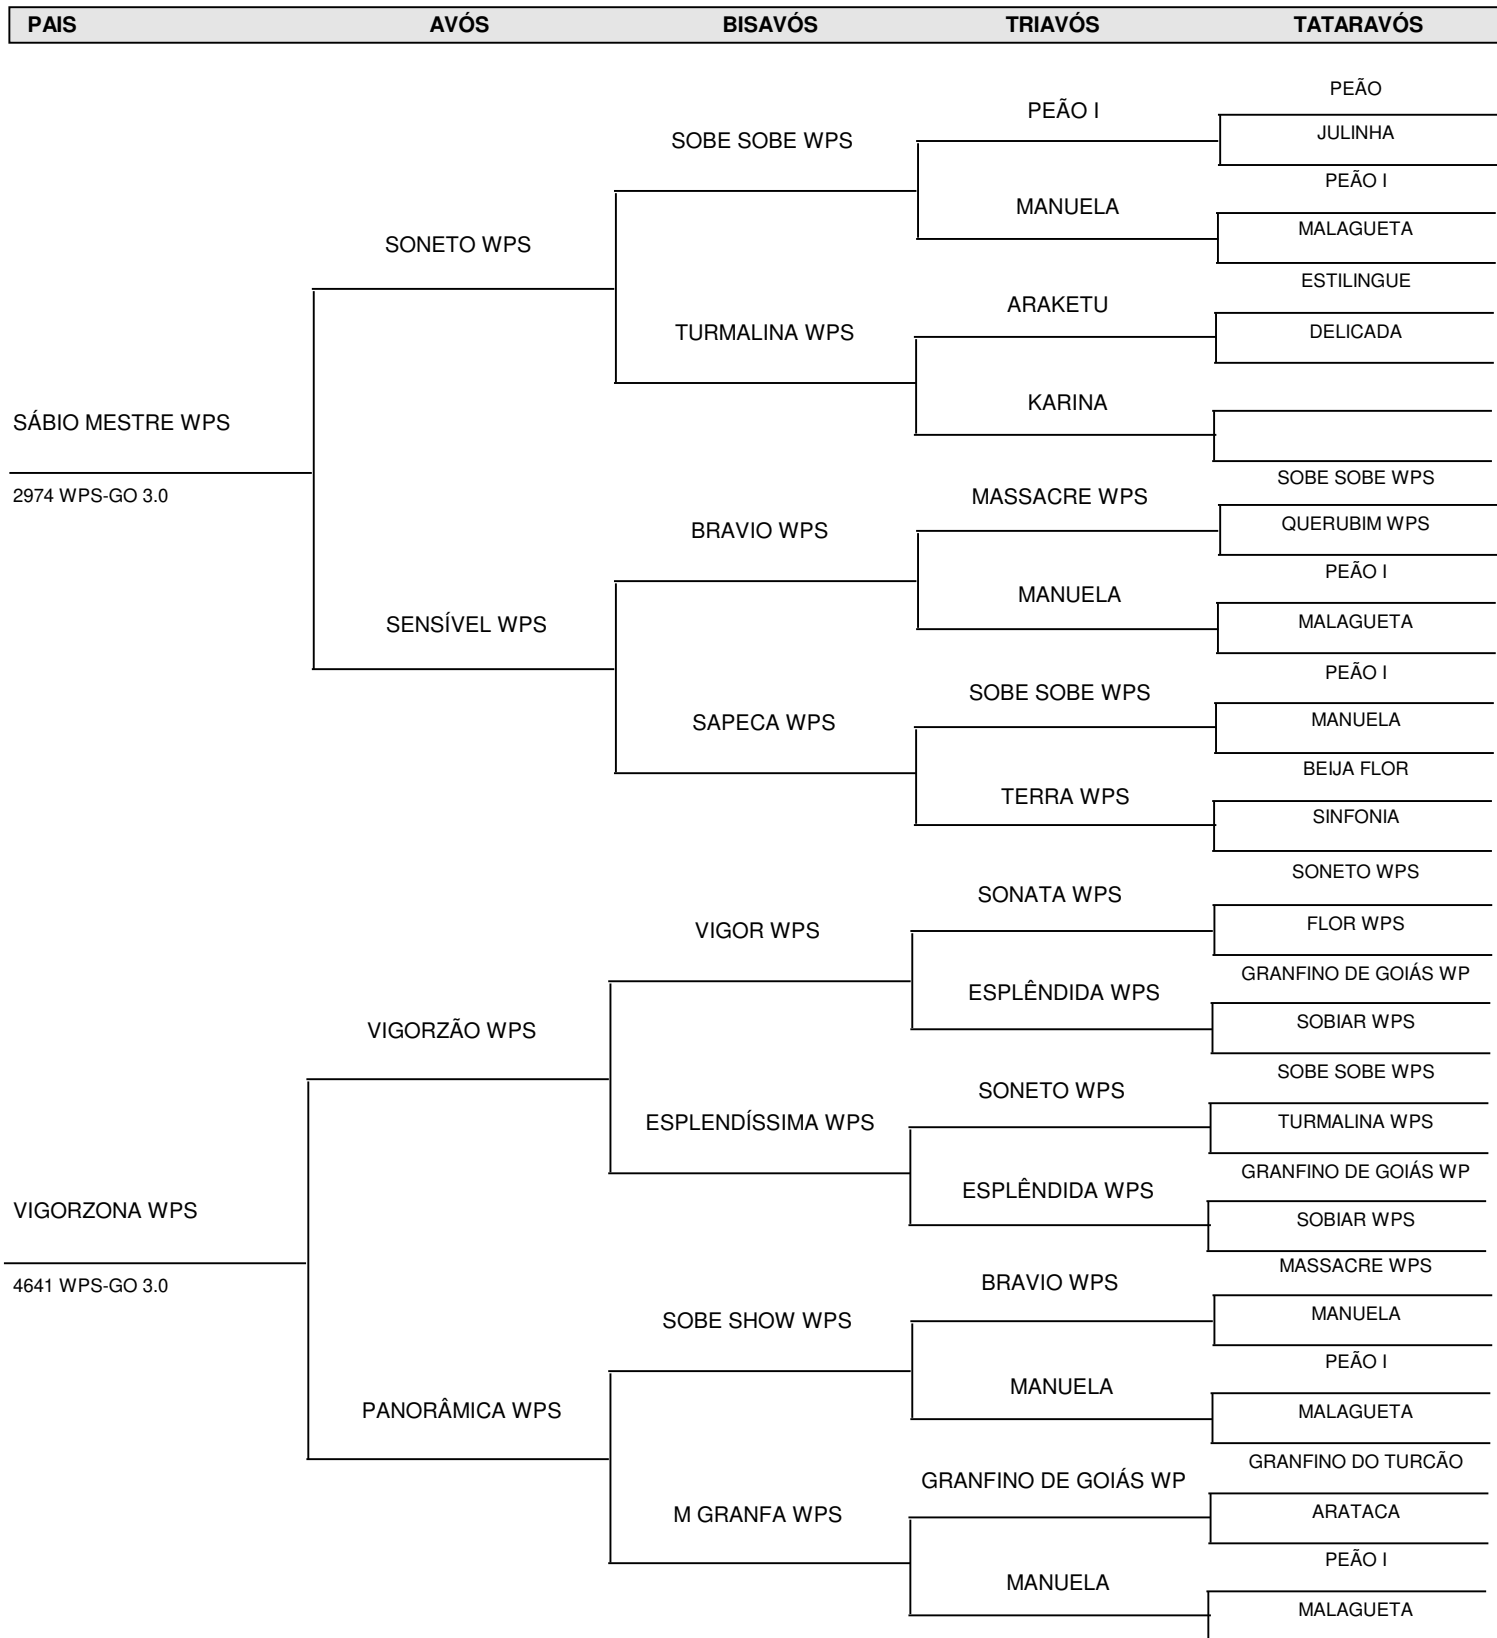 PAIS AVÓS BISAVÓS TRIAVÓS TATARAVÓS
PEÃO
PEÃO I
JULINHA
SOBE SOBE WPS
PEÃO I
MANUELA
MALAGUETA
SONETO WPS
ESTILINGUE
ARAKETU
TURMALINA WPS
DELICADA
KARINA
SÁBIO MESTRE WPS
SOBE SOBE WPS
2974 WPS-GO 3.0
MASSACRE WPS
BRAVIO WPS
QUERUBIM WPS
PEÃO I
MANUELA
SENSÍVEL WPS
MALAGUETA
PEÃO I
SOBE SOBE WPS
SAPECA WPS
MANUELA
BEIJA FLOR
TERRA WPS
SINFONIA
SONETO WPS
SONATA WPS
VIGOR WPS
FLOR WPS
GRANFINO DE GOIÁS WP
ESPLÊNDIDA WPS
VIGORZÃO WPS
SOBIAR WPS
SOBE SOBE WPS
SONETO WPS
ESPLENDÍSSIMA WPS
TURMALINA WPS
GRANFINO DE GOIÁS WP
ESPLÊNDIDA WPS
VIGORZONA WPS
SOBIAR WPS
MASSACRE WPS
4641 WPS-GO 3.0
BRAVIO WPS
SOBE SHOW WPS
MANUELA
PEÃO I
MANUELA
PANORÂMICA WPS
MALAGUETA
GRANFINO DO TURCÃO
GRANFINO DE GOIÁS WP
M GRANFA WPS
ARATACA
PEÃO I
MANUELA
MALAGUETA